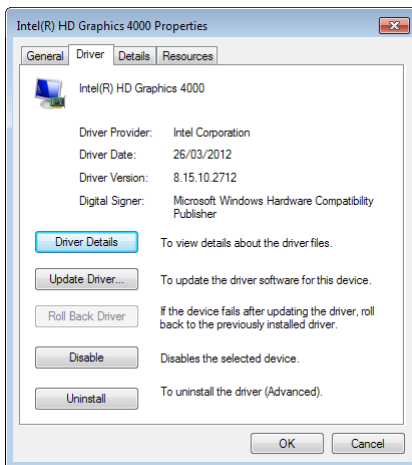 Intel(R) HD Graphics 4000 Properties
General Driver Details Resources
Intel(R) HD Graphics 4000
Driver Provider: Intel Corporation
Driver Date: 26/03/2012
Driver Version: 8.15.10.2712
Digital Signer: Microsoft Windows Hardware Compatibility
Publisher
Driver Details To view details about the driver files.
Update Driver... To update the driver software for this device.
Roll Back Driver If the device fails after updating the driver, roll
back to the previously installed driver.
Disable Disables the selected device.
Uninstall To uninstall the driver (Advanced).
OK Cancel